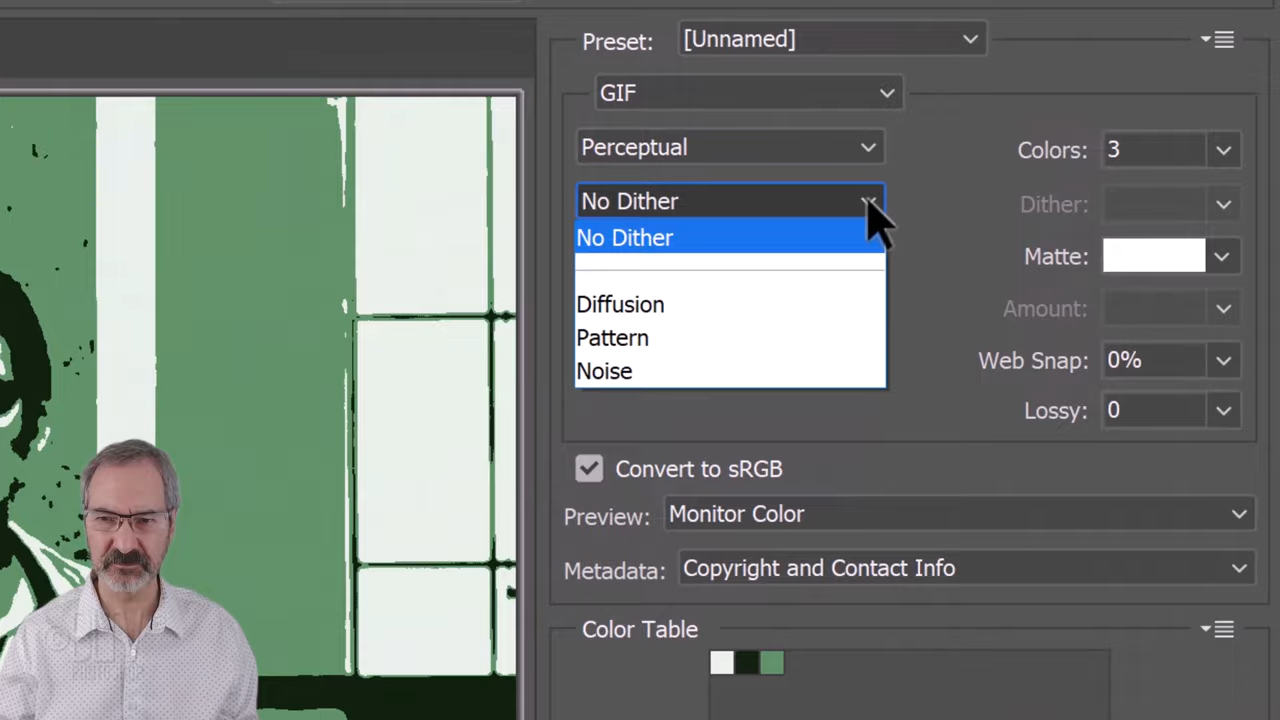 Preset: [Unnamed]
GIF
Perceptual
Colors: 3
No Dither
Dither:
No Dither
Matte:
Diffusion
Amount:
Pattern
Web Snap: 0%
Noise
Lossy: 0
Convert to sRGB
Preview: Monitor Color
Metadata: Copyright and Contact Info
Color Table